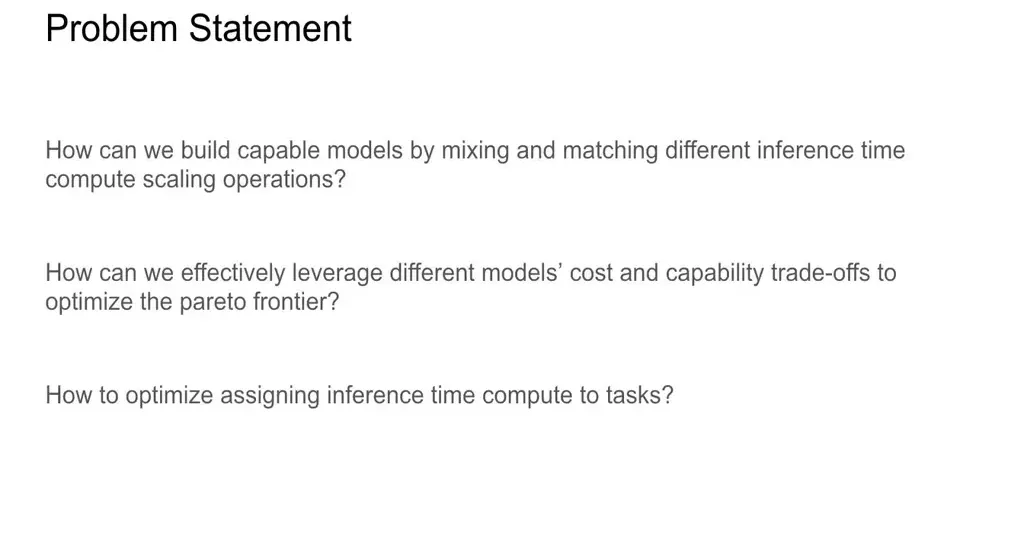 Problem Statement
How can we build capable models by mixing and matching different inference time
compute scaling operations?
How can we effectively leverage different models’ cost and capability trade-offs to
optimize the pareto frontier?
How to optimize assigning inference time compute to tasks?